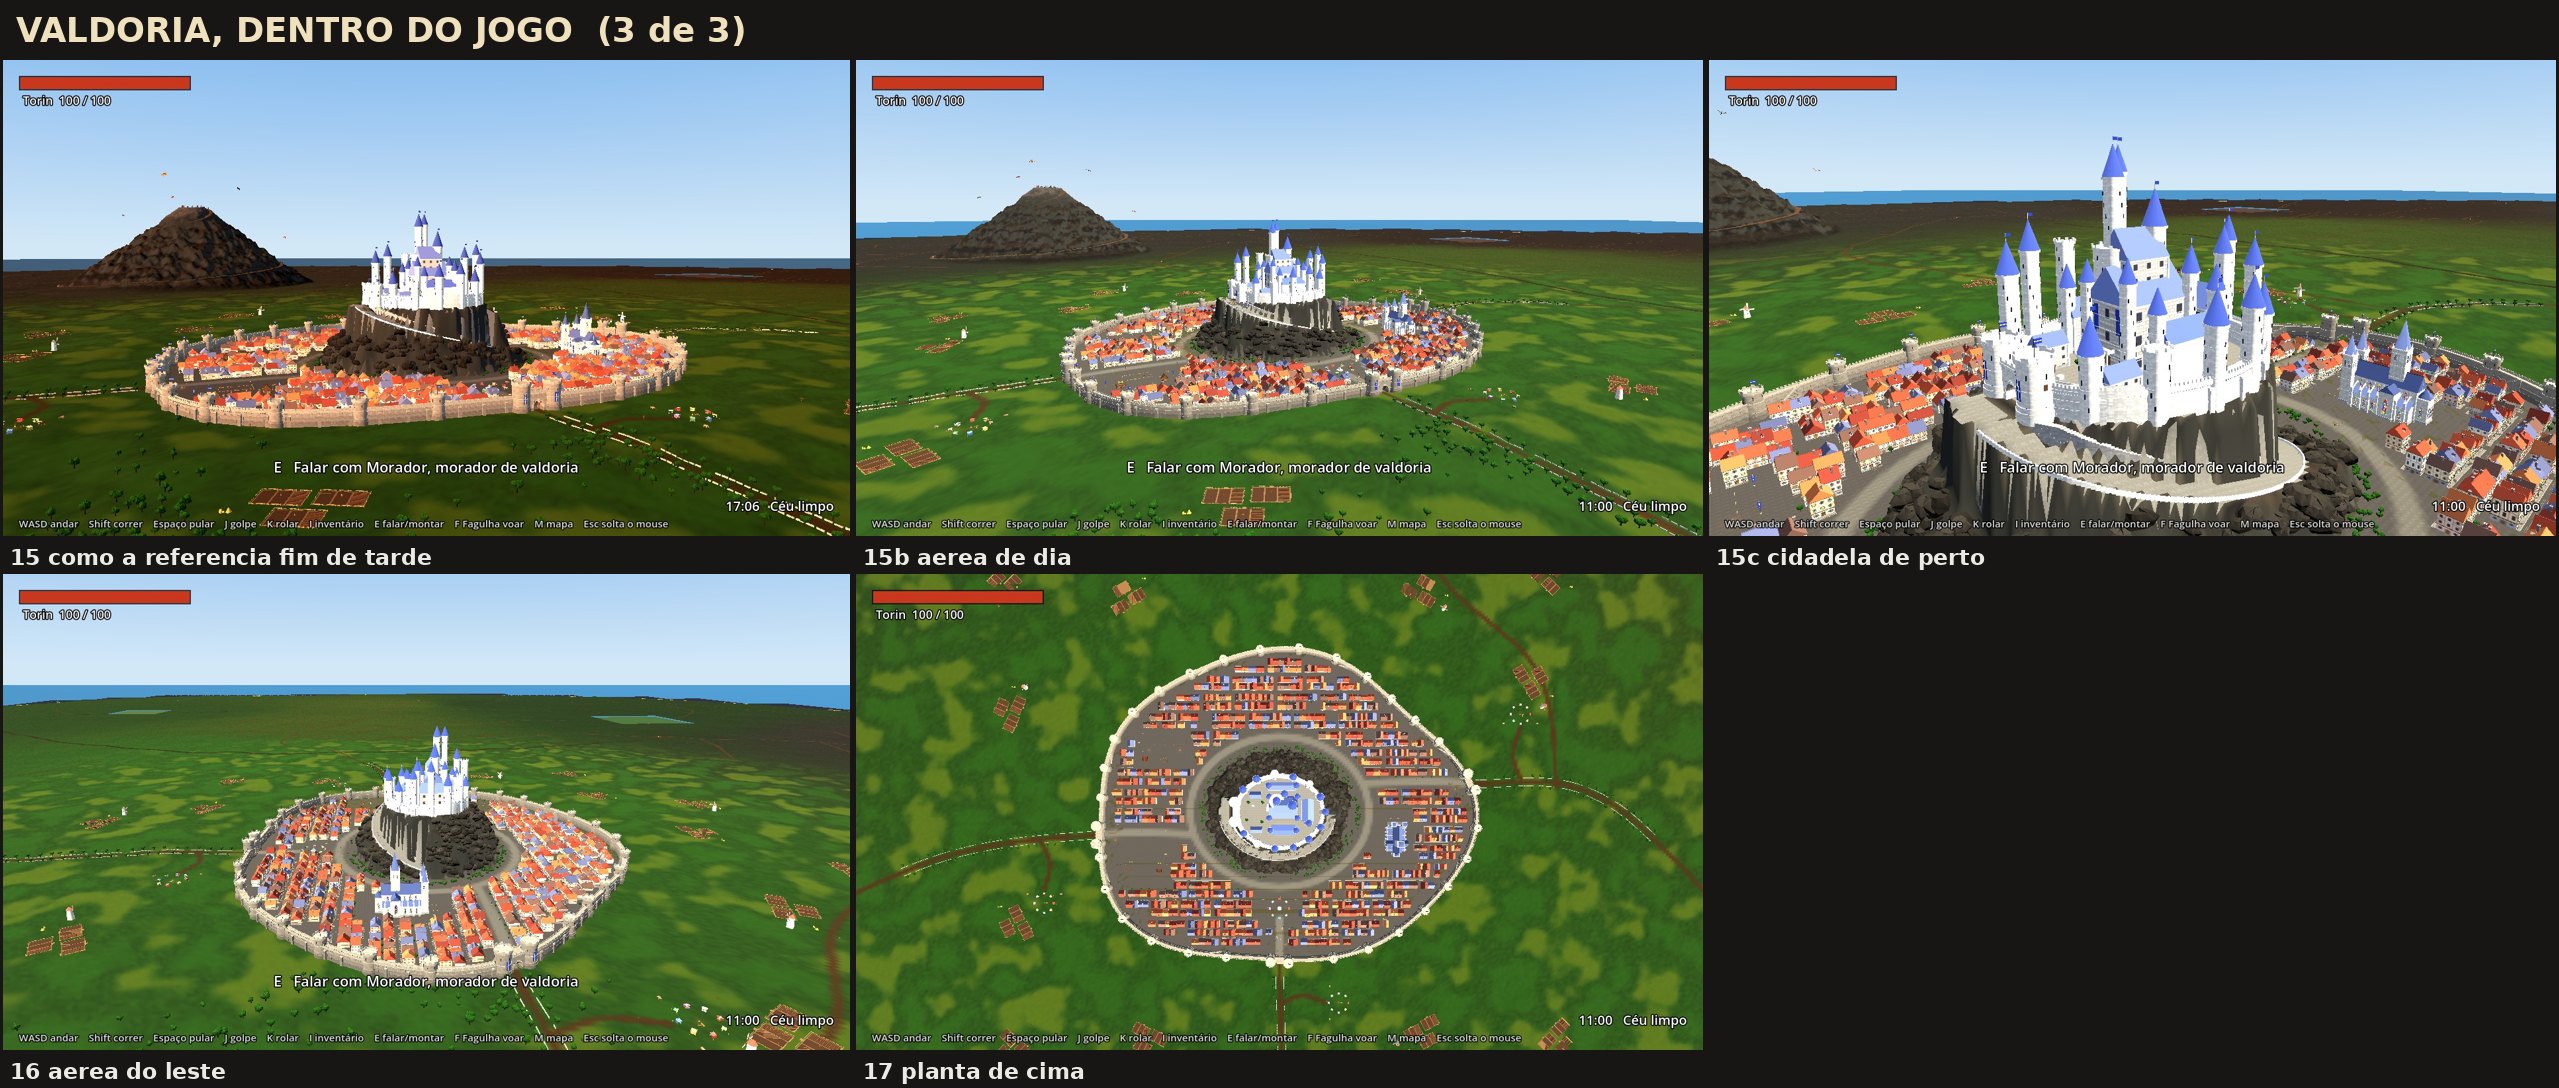 VALDORIA, DENTRO DO JOGO (3 de 3)
Torin 100 / 100
E Falar com Morador, morador de valdoria
17:06 Céu limpo
WASD andar Shift correr Espaço pular J golpe K rolar I inventário E falar/montar F Fagulha voar M mapa Esc solta o mouse
15 como a referencia fim de tarde
Torin 100 / 100
E Falar com Morador, morador de valdoria
11:00 Céu limpo
WASD andar Shift correr Espaço pular J golpe K rolar I inventário E falar/montar F Fagulha voar M mapa Esc solta o mouse
15b aerea de dia
Torin 100 / 100
E Falar com Morador, morador de valdoria
11:00 Céu limpo
WASD andar Shift correr Espaço pular J golpe K rolar I inventário E falar/montar F Fagulha voar M mapa Esc solta o mouse
15c cidadela de perto
Torin 100 / 100
E Falar com Morador, morador de valdoria
11:00 Céu limpo
WASD andar Shift correr Espaço pular J golpe K rolar I inventário E falar/montar F Fagulha voar M mapa Esc solta o mouse
16 aerea do leste
Torin 100 / 100
11:00 Céu limpo
WASD andar Shift correr Espaço pular J golpe K rolar I inventário E falar/montar F Fagulha voar M mapa Esc solta o mouse
17 planta de cima